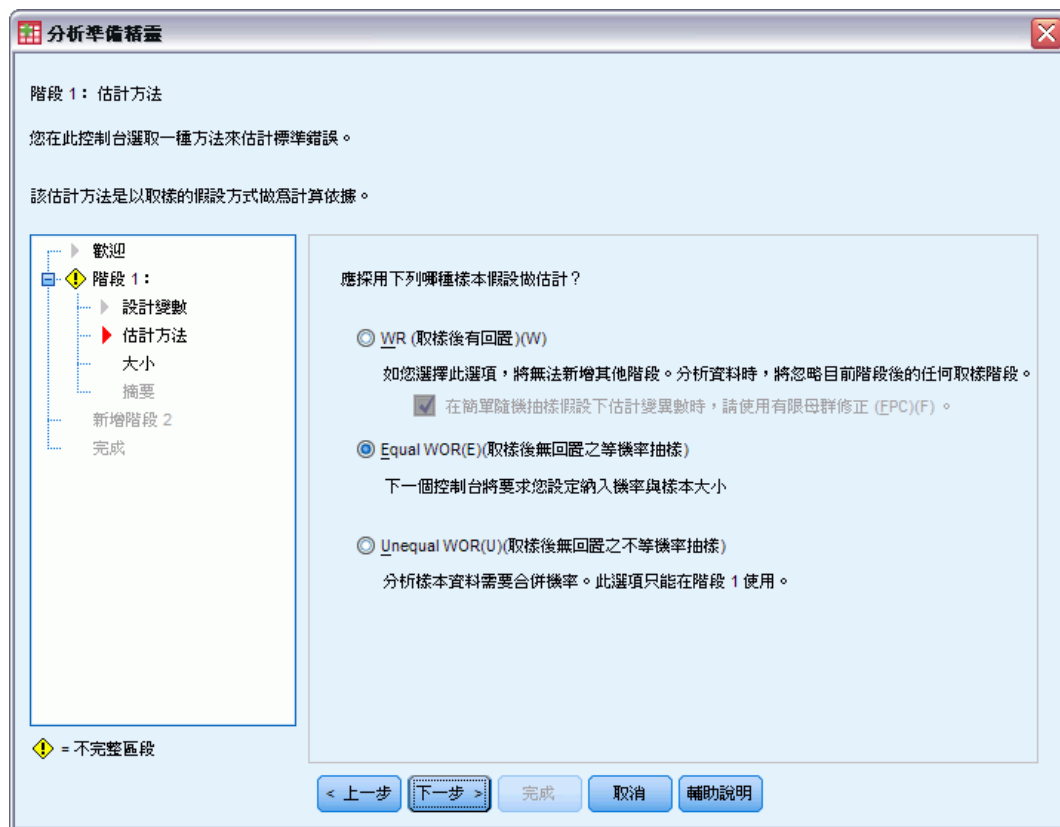 分析準備精靈
階段 1： 估計方法
您在此控制台選取一種方法來估計標準錯誤。
該估計方法是以取樣的假設方式做為計算依據。
歡迎
階段 1：
設計變數
估計方法
大小
摘要
新增階段 2
完成
= 不完整區段
應採用下列哪種樣本假設做估計？
WR (取樣後有回置)(W)
如您選擇此選項，將無法新增其他階段。分析資料時，將忽略目前階段後的任何取樣階段。
在簡單隨機抽樣假設下估計變異數時，請使用有限母群修正 (FPC)(F) 。
Equal WOR(E)(取樣後無回置之等機率抽樣)
下一個控制台將要求您設定納入機率與樣本大小
Unequal WOR(U)(取樣後無回置之不等機率抽樣)
分析樣本資料需要合併機率。此選項只能在階段 1 使用。
< 上一步 下一步 > 完成 取消 輔助說明